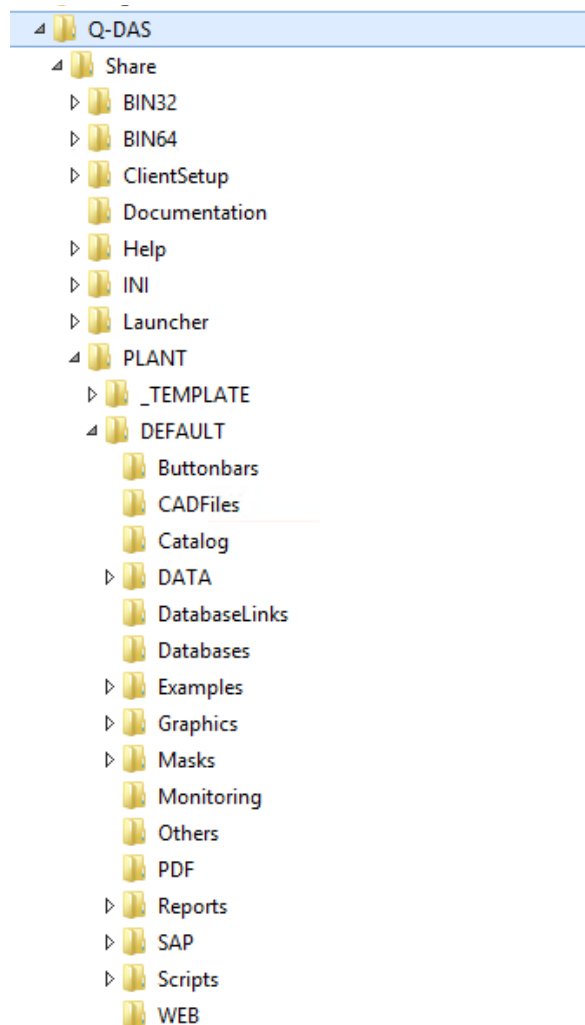 Q-DAS
Share
BIN32
BIN64
ClientSetup
Documentation
Help
INI
Launcher
PLANT
_TEMPLATE
DEFAULT
Buttonbars
CADFiles
Catalog
DATA
DatabaseLinks
Databases
Examples
Graphics
Masks
Monitoring
Others
PDF
Reports
SAP
Scripts
WEB